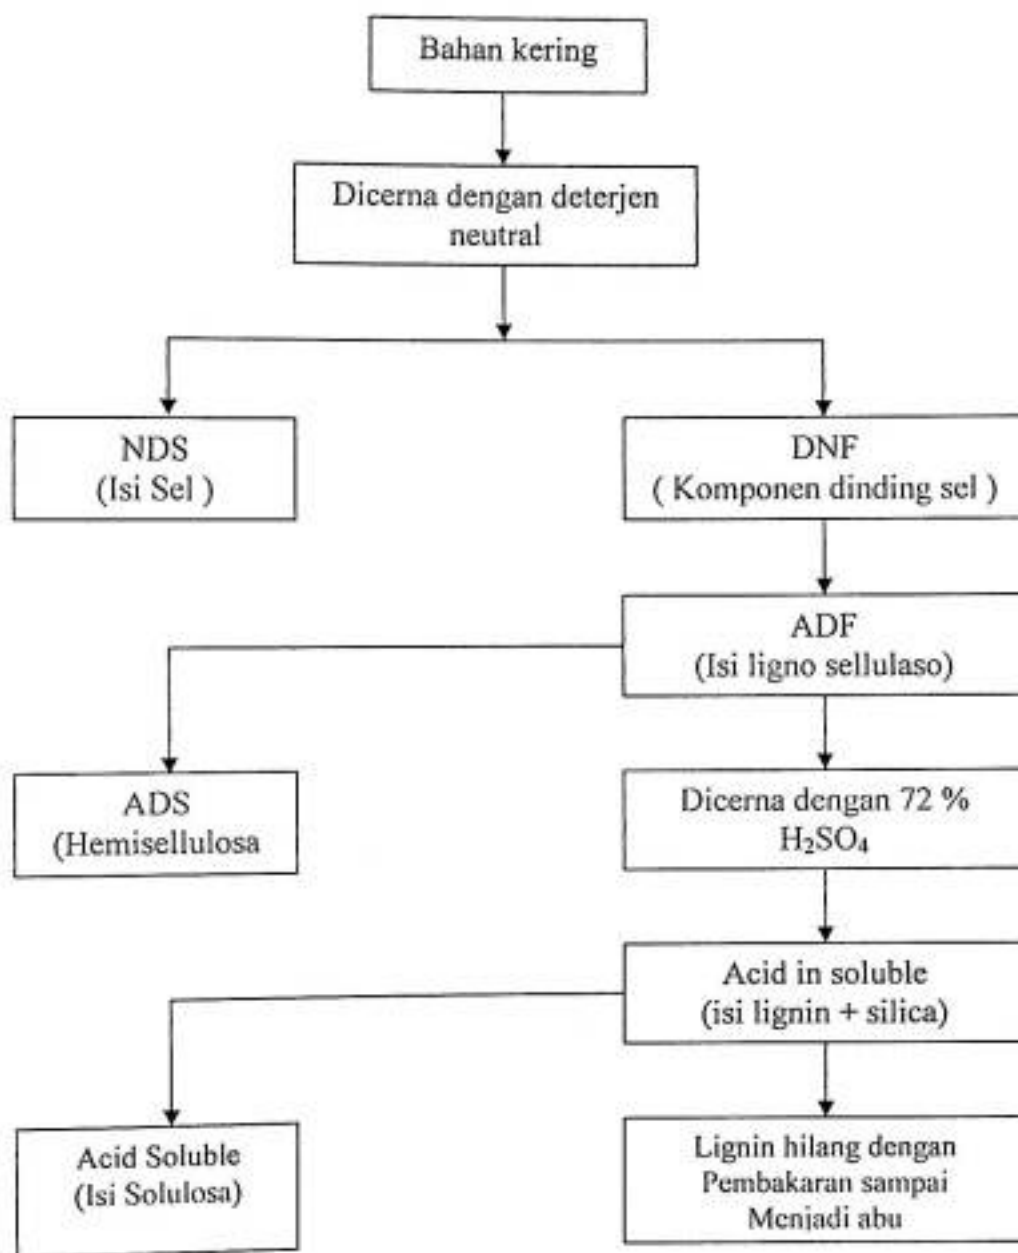 Bahan kering
Dicerna dengan deterjen
neutral
NDS
(Isi Sel )
DNF
( Komponen dinding sel )
ADF
(Isi ligno sellulaso)
ADS
(Hemisellulosa
Dicerna dengan 72 %
H₂SO₄
Acid in soluble
(isi lignin + silica)
Acid Soluble
(Isi Solulosa)
Lignin hilang dengan
Pembakaran sampai
Menjadi abu